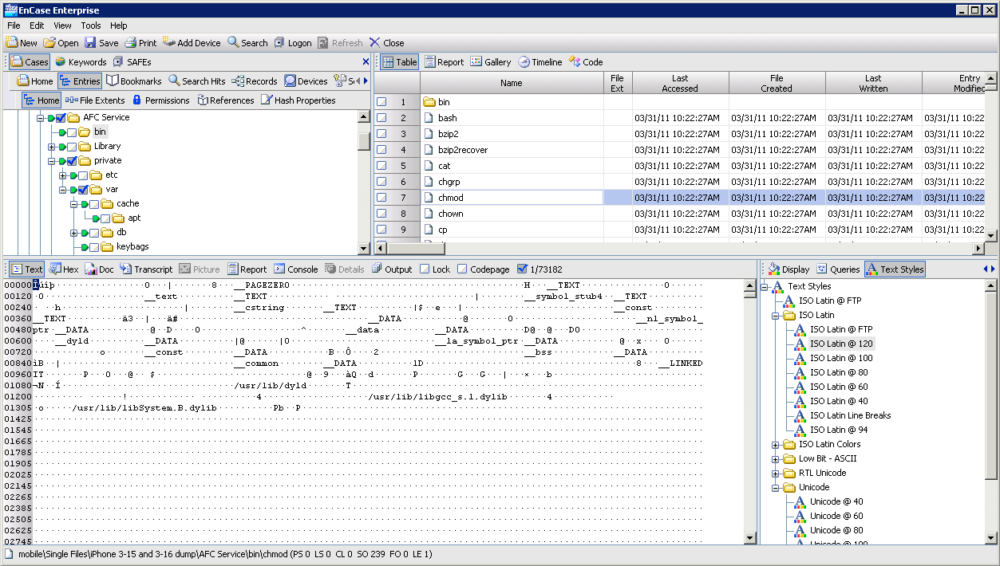 EnCase Enterprise
File Edit View Tools Help
New Open Save Print Add Device Search Logon Refresh Close
Cases Keywords SAFEs
Home Entries Bookmarks Search Hits Records Devices
Home File Extents Permissions References Hash Properties
AFC Service
bin
Library
private
etc
var
cache
apt
db
keybags
Table Report Gallery Timeline Code
Name File Ext Last Accessed File Created Last Written Entry Modified
1 bin
2 bash 03/31/11 10:22:27AM 03/31/11 10:22:27AM 03/31/11 10:22:27AM 03/31/11 10:22
3 bzip2 03/31/11 10:22:27AM 03/31/11 10:22:27AM 03/31/11 10:22:27AM 03/31/11 10:22
4 bzip2recover 03/31/11 10:22:27AM 03/31/11 10:22:27AM 03/31/11 10:22:27AM 03/31/11 10:22
5 cat 03/31/11 10:22:27AM 03/31/11 10:22:27AM 03/31/11 10:22:27AM 03/31/11 10:22
6 chgrp 03/31/11 10:22:27AM 03/31/11 10:22:27AM 03/31/11 10:22:27AM 03/31/11 10:22
7 chmod 03/31/11 10:22:27AM 03/31/11 10:22:27AM 03/31/11 10:22:27AM 03/31/11 10:22
8 chown 03/31/11 10:22:27AM 03/31/11 10:22:27AM 03/31/11 10:22:27AM 03/31/11 10:22
9 cp 03/31/11 10:22:27AM 03/31/11 10:22:27AM 03/31/11 10:22:27AM 03/31/11 10:22
Text Hex Doc Transcript Picture Report Console Details Output Lock Codepage 1/73182
00000 Îúíþ 0 | 8 __PAGEZERO H __TEXT 0
00120 0 __text __TEXT | __symbol_stub4 __TEXT
00240 h | __cstring __TEXT |$ e | __const
00360 __TEXT ä3 | ä# __DATA @ 0 __nl_symbol_
00480 ptr __DATA @ D 0 ^ __data __DATA D@ @ D0
00600 __dyld __DATA |@ |0 __la_symbol_ptr __DATA @ x 0
00720 o __const __DATA B Ô 2 __bss __DATA
00840 ìB | __common __DATA lD 8 __LINKED
00960 IT P 0 @ $ @ 9 àQ d P G G | × b
01080 ¬N Í /usr/lib/dyld T
01200 ! 4 /usr/lib/libgcc_s.1.dylib 4
01305 o /usr/lib/libSystem.B.dylib Pb P
01425
01545
01665
01785
01905
02025
02145
02265
02385
02505
02625
02745
Display Queries Text Styles
Text Styles
ISO Latin @ FTP
ISO Latin
ISO Latin @ FTP
ISO Latin @ 120
ISO Latin @ 100
ISO Latin @ 80
ISO Latin @ 60
ISO Latin @ 40
ISO Latin Line Breaks
ISO Latin @ 94
ISO Latin Colors
Low Bit - ASCII
RTL Unicode
Unicode
Unicode @ 40
Unicode @ 60
Unicode @ 80
Unicode @ 100
mobile\Single Files\iPhone 3-15 and 3-16 dump\AFC Service\bin\chmod (PS 0 LS 0 CL 0 SO 239 FO 0 LE 1)